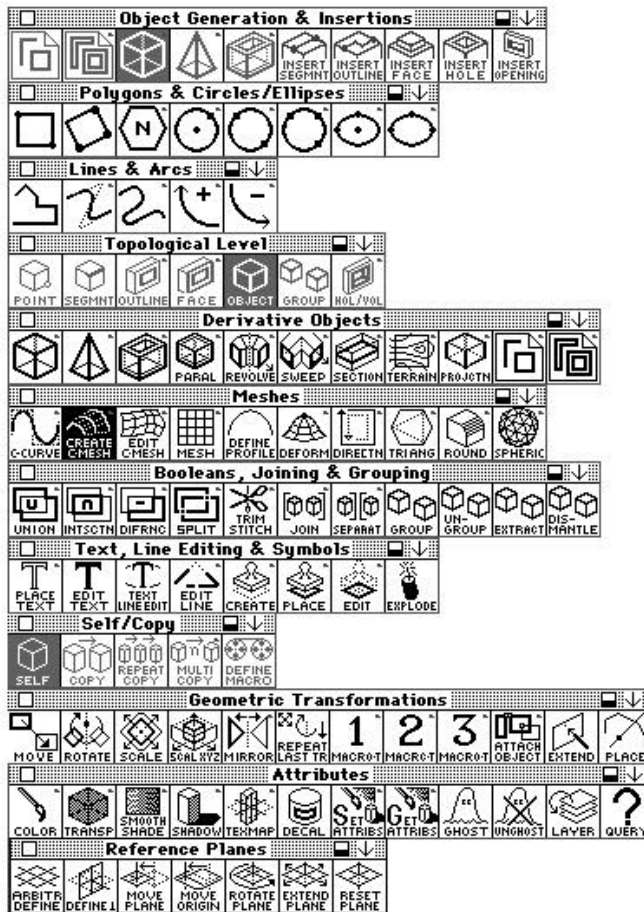 Object Generation & Insertions
INSERT SEGMNT INSERT OUTLINE INSERT FACE INSERT HOLE INSERT OPENING
Polygons & Circles/Ellipses
N
Lines & Arcs
+ −
Topological Level
POINT SEGMNT OUTLINE FACE OBJECT GROUP HOL/VOL
Derivative Objects
PARAL REVOLVE SWEEP SECTION TERRAIN PROJCTN
Meshes
C-CURVE CREATE C-MESH EDIT C-MESH MESH DEFINE PROFILE DEFORM DIRECTN TRIANG ROUND SPHERIC
Booleans, Joining & Grouping
UNION INTSCTN DIFRNC SPLIT TRIM STITCH JOIN SEPARAT GROUP UN-GROUP EXTRACT DIS-MANTLE
Text, Line Editing & Symbols
PLACE TEXT EDIT TEXT TEXT LINE EDIT EDIT LINE CREATE PLACE EDIT EXPLODE
Self/Copy
SELF COPY REPEAT COPY MULTI COPY DEFINE MACRO
Geometric Transformations
MOVE ROTATE SCALE SCAL XYZ MIRROR REPEAT LAST TR 1 MACRO-T 2 MACRO-T 3 MACRO-T ATTACH OBJECT EXTEND PLACE
Attributes
COLOR TRANSP SMOOTH SHADE SHADOW TEXMAP DECAL SET ATTRIBS GET ATTRIBS GHOST UNGHOST LAYER ? QUERY
Reference Planes
ARBITR DEFINE DEFINE⊥ MOVE PLANE MOVE ORIGIN ROTATE PLANE EXTEND PLANE RESET PLANE